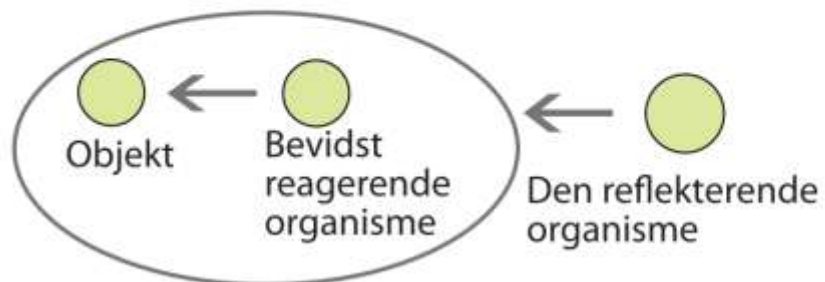 Objekt
Bevidst
reagerende
organisme
Den reflekterende
organisme